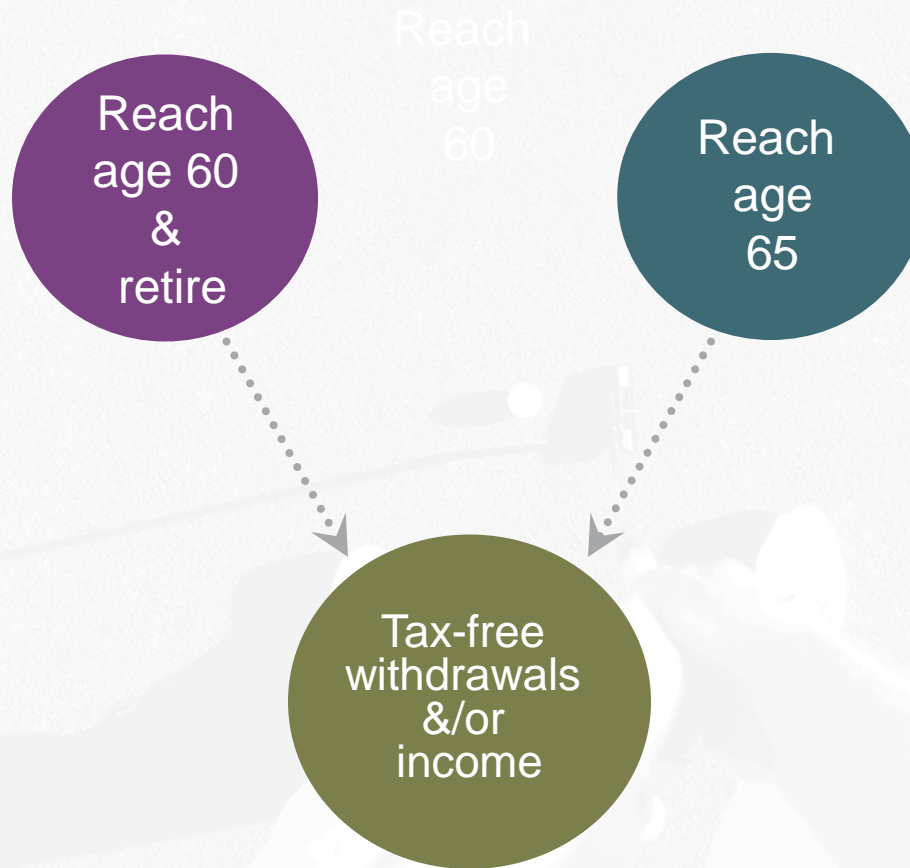 Reach
age 60
&
retire
Reach
age
60
Reach
age
65
Tax-free
withdrawals
&/or
income